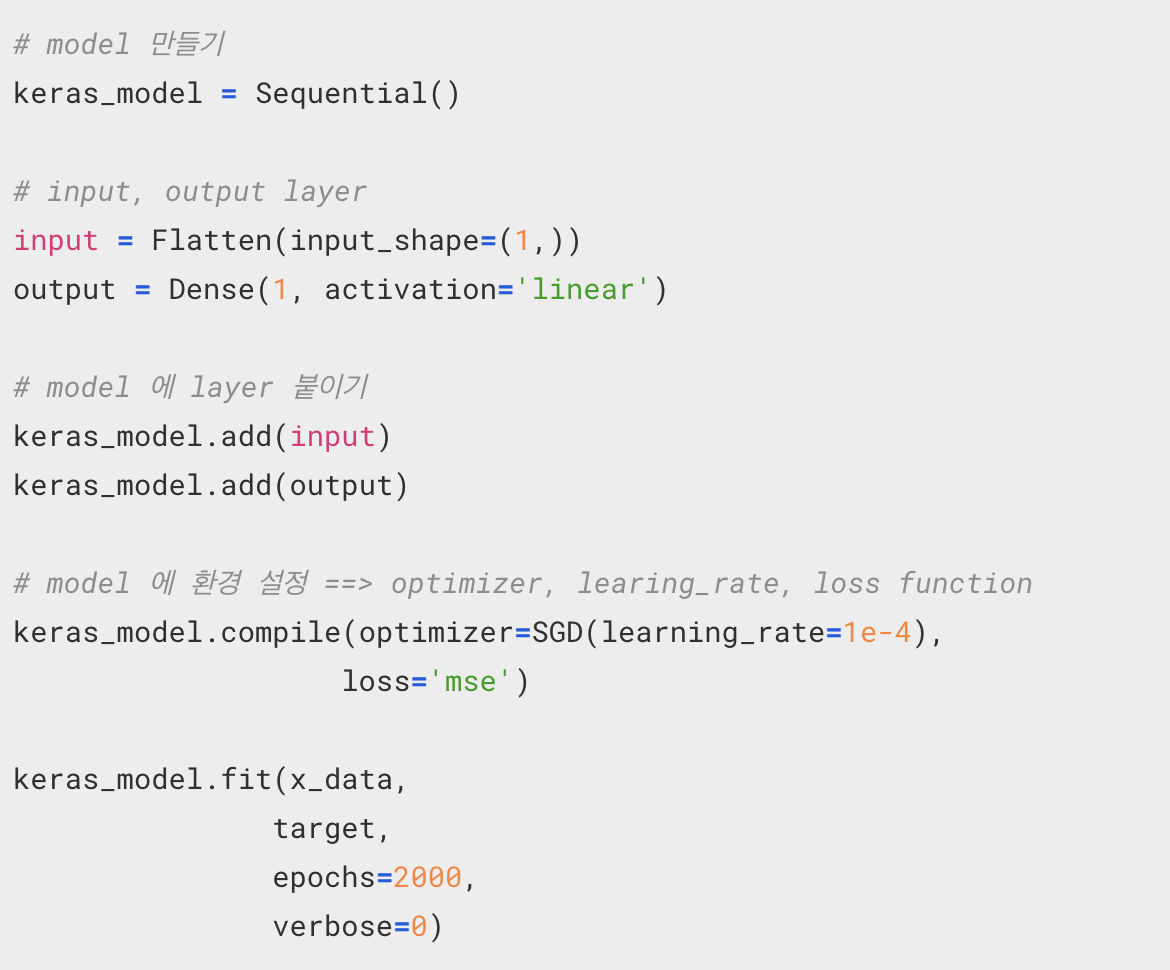 # model 만들기
keras_model = Sequential()
# input, output layer
input = Flatten(input_shape=(1,))
output = Dense(1, activation='linear')
# model 에 layer 붙이기
keras_model.add(input)
keras_model.add(output)
# model 에 환경 설정 ==> optimizer, learing_rate, loss function
keras_model.compile(optimizer=SGD(learning_rate=1e-4),
                   loss='mse')
keras_model.fit(x_data,
               target,
               epochs=2000,
               verbose=0)